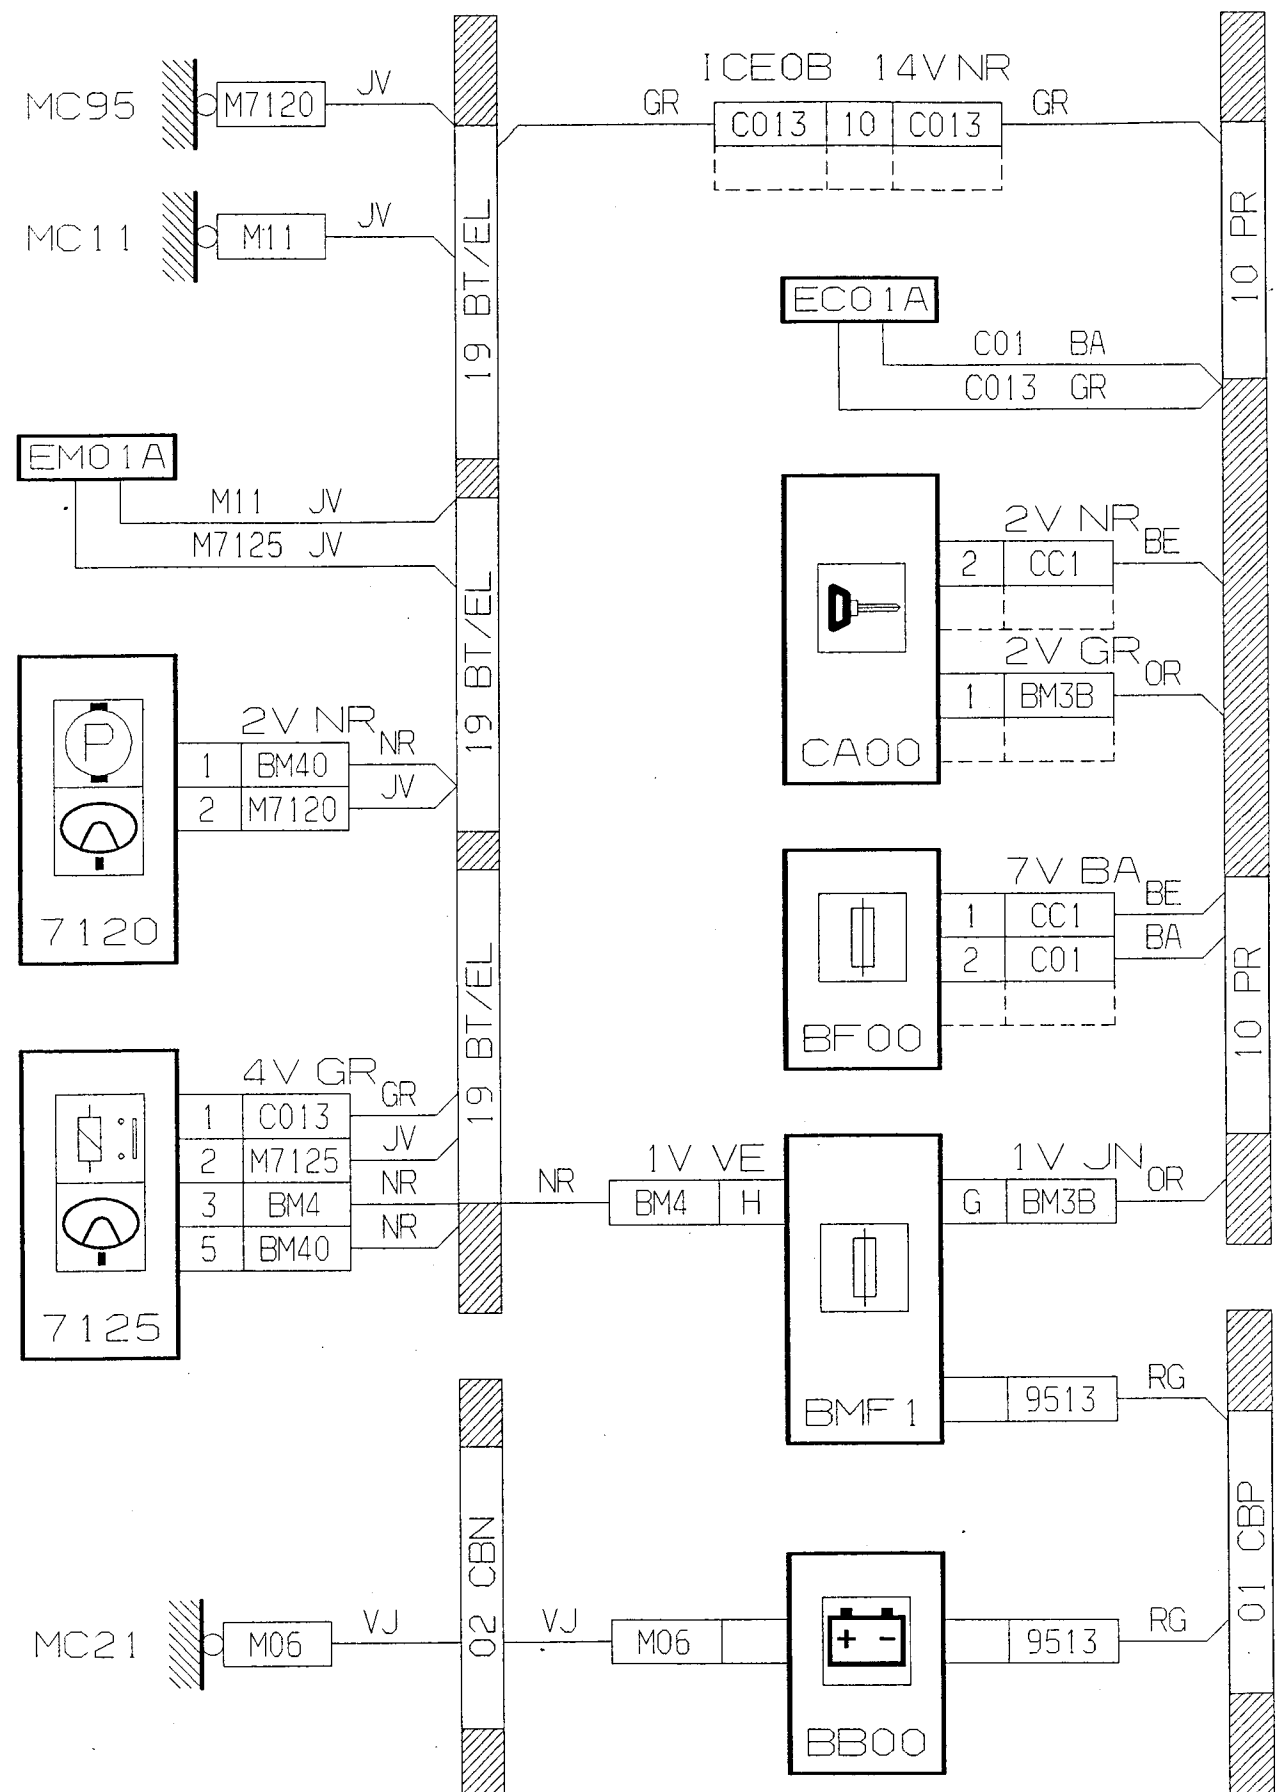 ICE0B 14V NR
MC95 M7120 JV
GR C013 10 C013 GR
MC11 M11 JV
19 BT/EL
10 PR
EC01A
C01 BA
C013 GR
EM01A
M11 JV
M7125 JV
19 BT/EL
2V NR
2 CC1 BE
2V GR
1 BM3B OR
CA00
P
2V NR
1 BM40 NR
2 M7120 JV
7120
7V BA
1 CC1 BE
2 C01 BA
BF00
19 BT/EL
10 PR
4V GR
1 C013 GR
2 M7125 JV
3 BM4 NR
5 BM40 NR
7125
NR
1V VE
BM4 H
1V JN
G BM3B OR
BMF1
9513 RG
02 CBN
01 CBP
MC21 M06 VJ
VJ M06
+ -
9513 RG
BB00